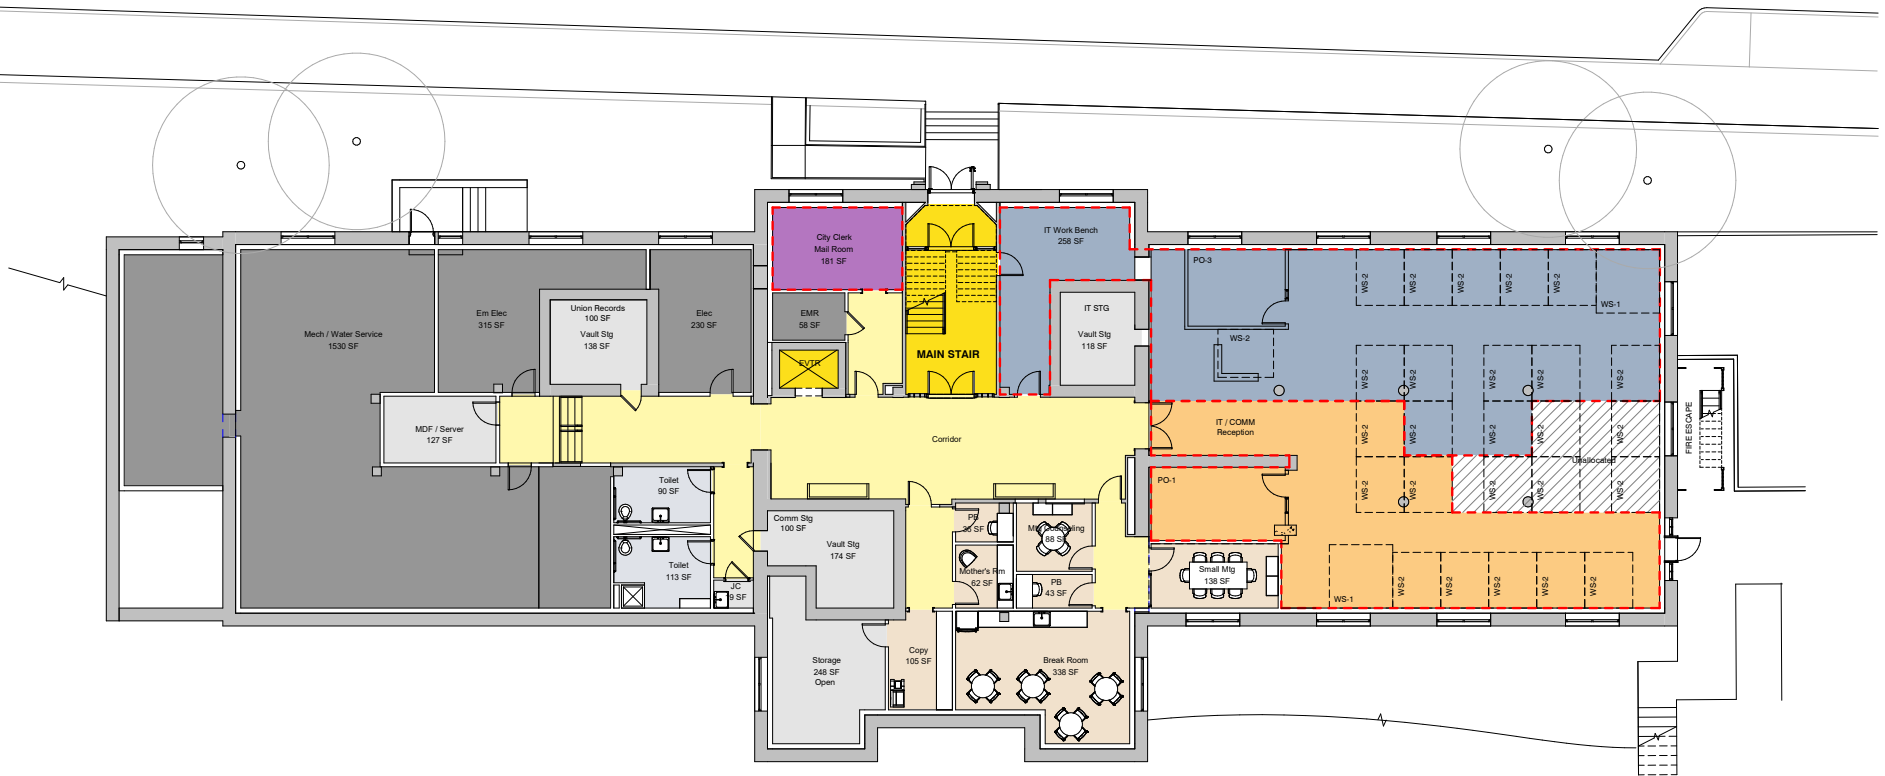 City Clerk
Mail Room
181 SF
IT Work Bench
258 SF
PO-3
WS-2
WS-2
WS-2
WS-2
WS-2
WS-1
Mech / Water Service
1530 SF
Em Elec
315 SF
Union Records
100 SF
Vault Stg
138 SF
Elec
230 SF
EMR
58 SF
EVTR
MAIN STAIR
IT STG
Vault Stg
118 SF
WS-2
WS-2
WS-2
WS-2
WS-2
WS-2
MDF / Server
127 SF
Corridor
IT / COMM
Reception
WS-2
WS-2
WS-2
WS-2
WS-2
FIRE ESCAPE
Unallocated
Toilet
90 SF
PO-1
WS-2
WS-2
WS-2
WS-2
WS-2
Comm Stg
100 SF
Vault Stg
174 SF
PB
Mtg Counseling
88 SF
Toilet
113 SF
Mother's Rm
62 SF
PB
43 SF
Small Mtg
138 SF
JC
9 SF
WS-1
WS-2
WS-2
WS-2
WS-2
WS-2
Storage
248 SF
Open
Copy
105 SF
Break Room
338 SF